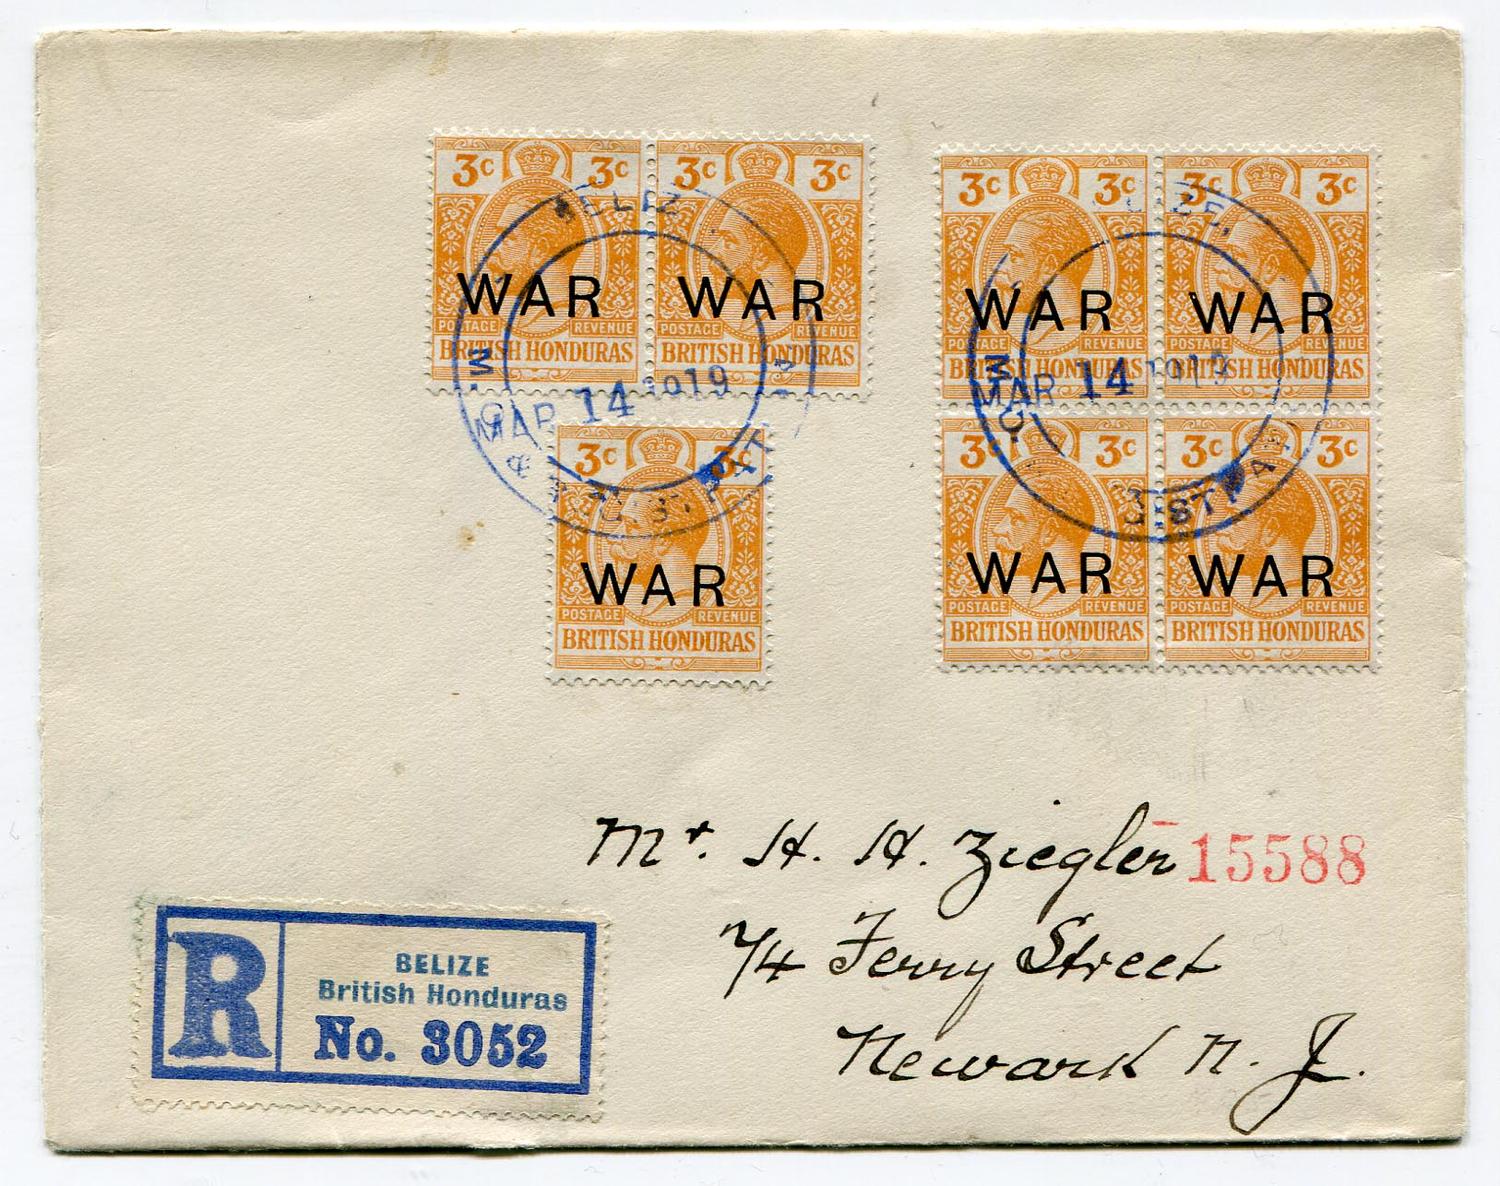 3c 3c 3c 3c
WAR WAR
POSTAGE REVENUE POSTAGE REVENUE
BRITISH HONDURAS BRITISH HONDURAS
MAR 14 1919
3c 3c
WAR
POSTAGE REVENUE
BRITISH HONDURAS
3c 3c 3c 3c
WAR WAR
POSTAGE REVENUE POSTAGE REVENUE
BRITISH HONDURAS BRITISH HONDURAS
MAR 14 1919
3c 3c 3c 3c
WAR WAR
POSTAGE REVENUE POSTAGE REVENUE
BRITISH HONDURAS BRITISH HONDURAS
Mr. H. H. Ziegler 15588
74 Ferry Street
Newark N. J.
R
BELIZE
British Honduras
No. 3052